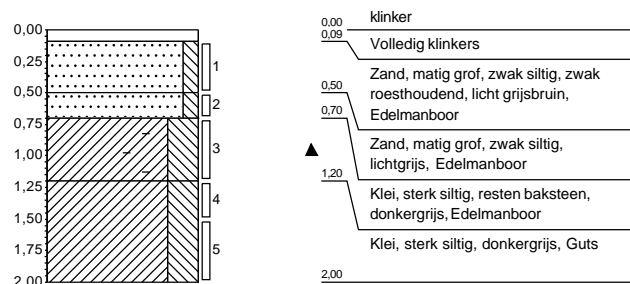 0,00
0,25
0,50
0,75
1,00
1,25
1,50
1,75
2,00
1
2
3
4
5
klinker
0,00
0,09
Volledig klinkers
Zand, matig grof, zwak siltig, zwak
roesthoudend, licht grijsbruin,
Edelmanboor
0,50
0,70
Zand, matig grof, zwak siltig,
lichtgrijs, Edelmanboor
1,20
Klei, sterk siltig, resten baksteen,
donkergrijs, Edelmanboor
Klei, sterk siltig, donkergrijs, Guts
2,00